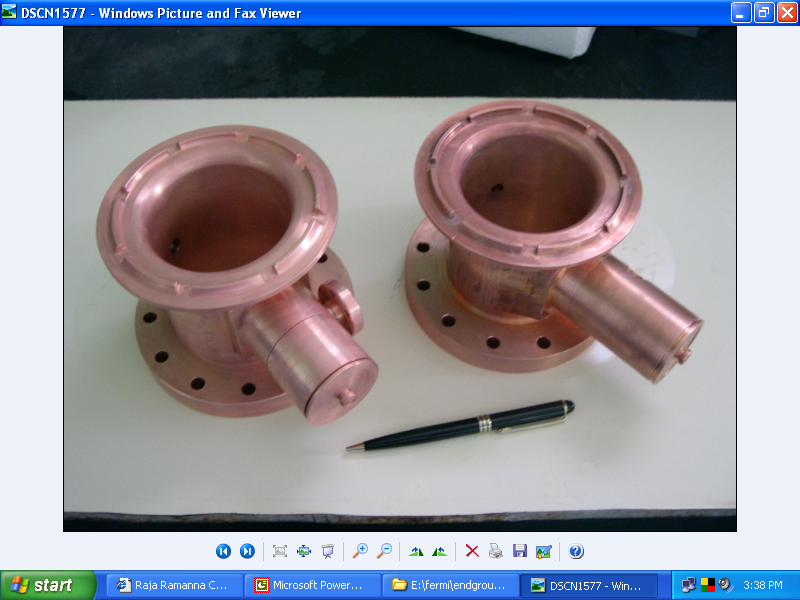 DSCN1577 - Windows Picture and Fax Viewer
start
Raja Ramanna C...
Microsoft Power...
E:\fermi\endgrou...
DSCN1577 - Win...
3:38 PM